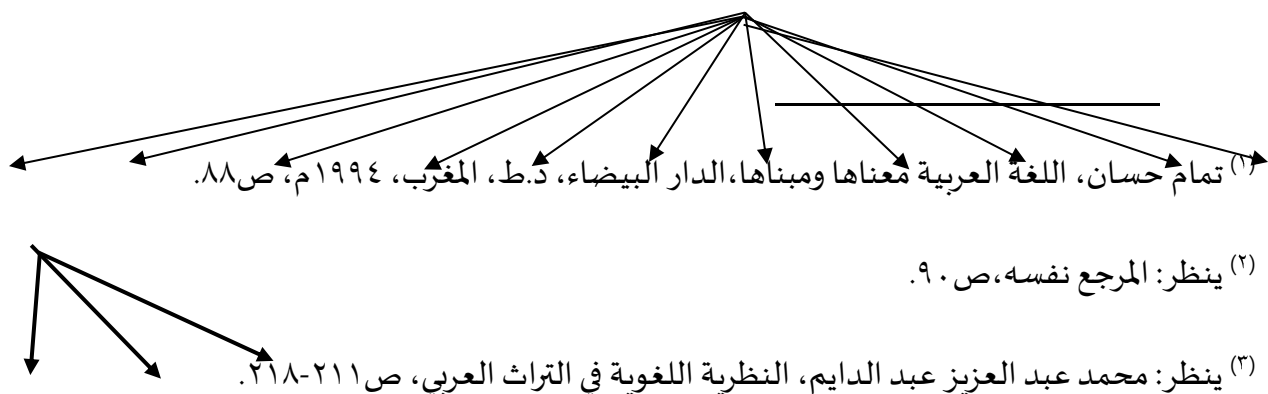 (١) تمام حسان، اللغة العربية معناها ومبناها،الدار البيضاء، د.ط، المغرب، ١٩٩٤م، ص٨٨.
(٢) ينظر: المرجع نفسه،ص٩٠.
(٣) ينظر: محمد عبد العزيز عبد الدايم، النظرية اللغوية في التراث العربي، ص٢١١-٢١٨.